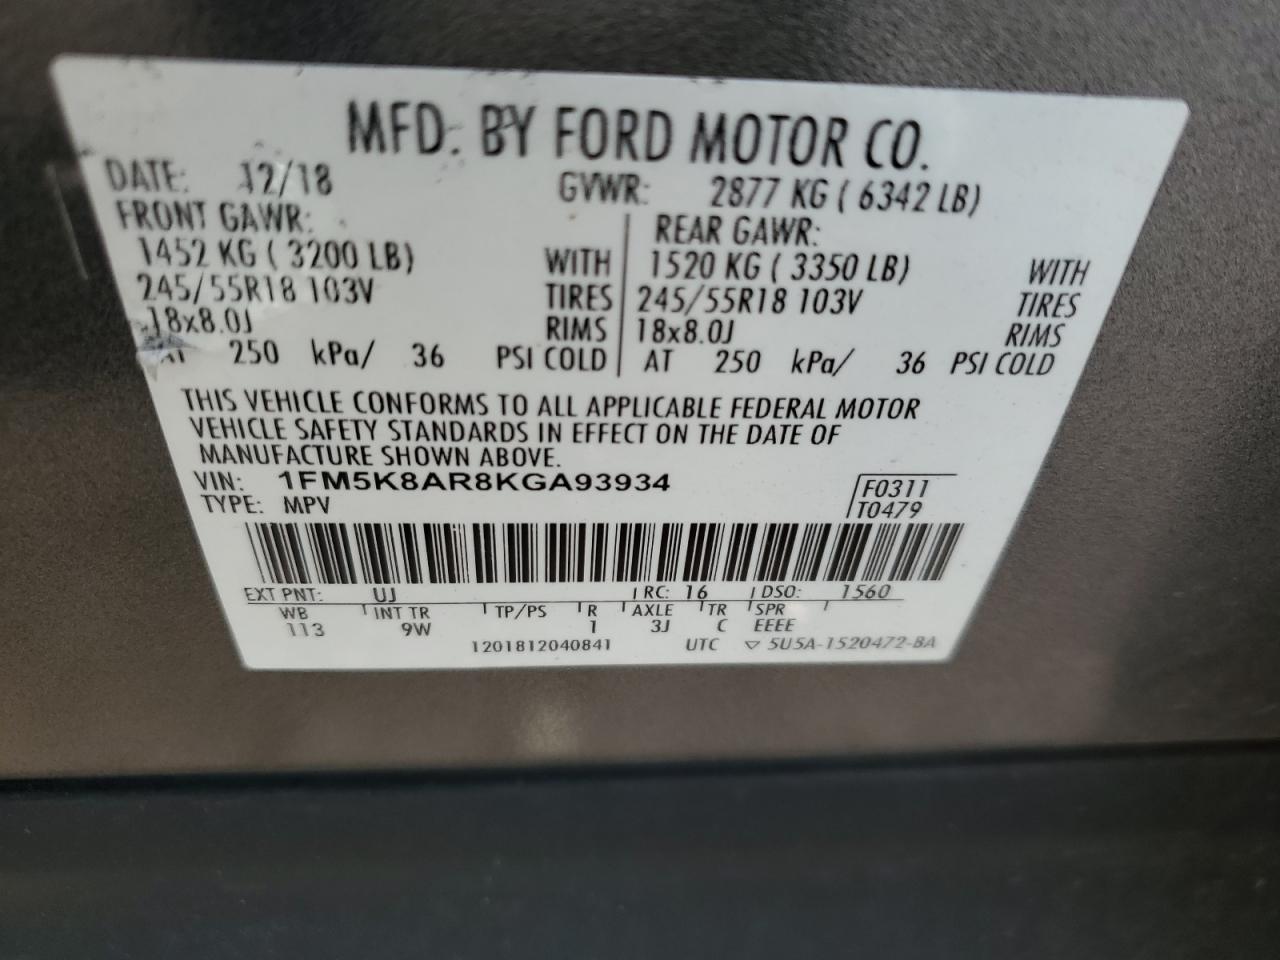 MFD. BY FORD MOTOR CO.
DATE: 12/18 GVWR: 2877 KG ( 6342 LB)
FRONT GAWR: REAR GAWR:
1452 KG ( 3200 LB) WITH 1520 KG ( 3350 LB) WITH
245/55R18 103V TIRES 245/55R18 103V TIRES
18x8.0J RIMS 18x8.0J RIMS
AT 250 kPa/ 36 PSI COLD AT 250 kPa/ 36 PSI COLD
THIS VEHICLE CONFORMS TO ALL APPLICABLE FEDERAL MOTOR
VEHICLE SAFETY STANDARDS IN EFFECT ON THE DATE OF
MANUFACTURE SHOWN ABOVE.
VIN: 1FM5K8AR8KGA93934 F0311
TYPE: MPV T0479
EXT PNT: UJ RC: 16 DSO: 1560
WB INT TR TP/PS R AXLE TR SPR
113 9W 1 3J C EEEE
1201812040841 UTC ▽ 5U5A-1520472-BA